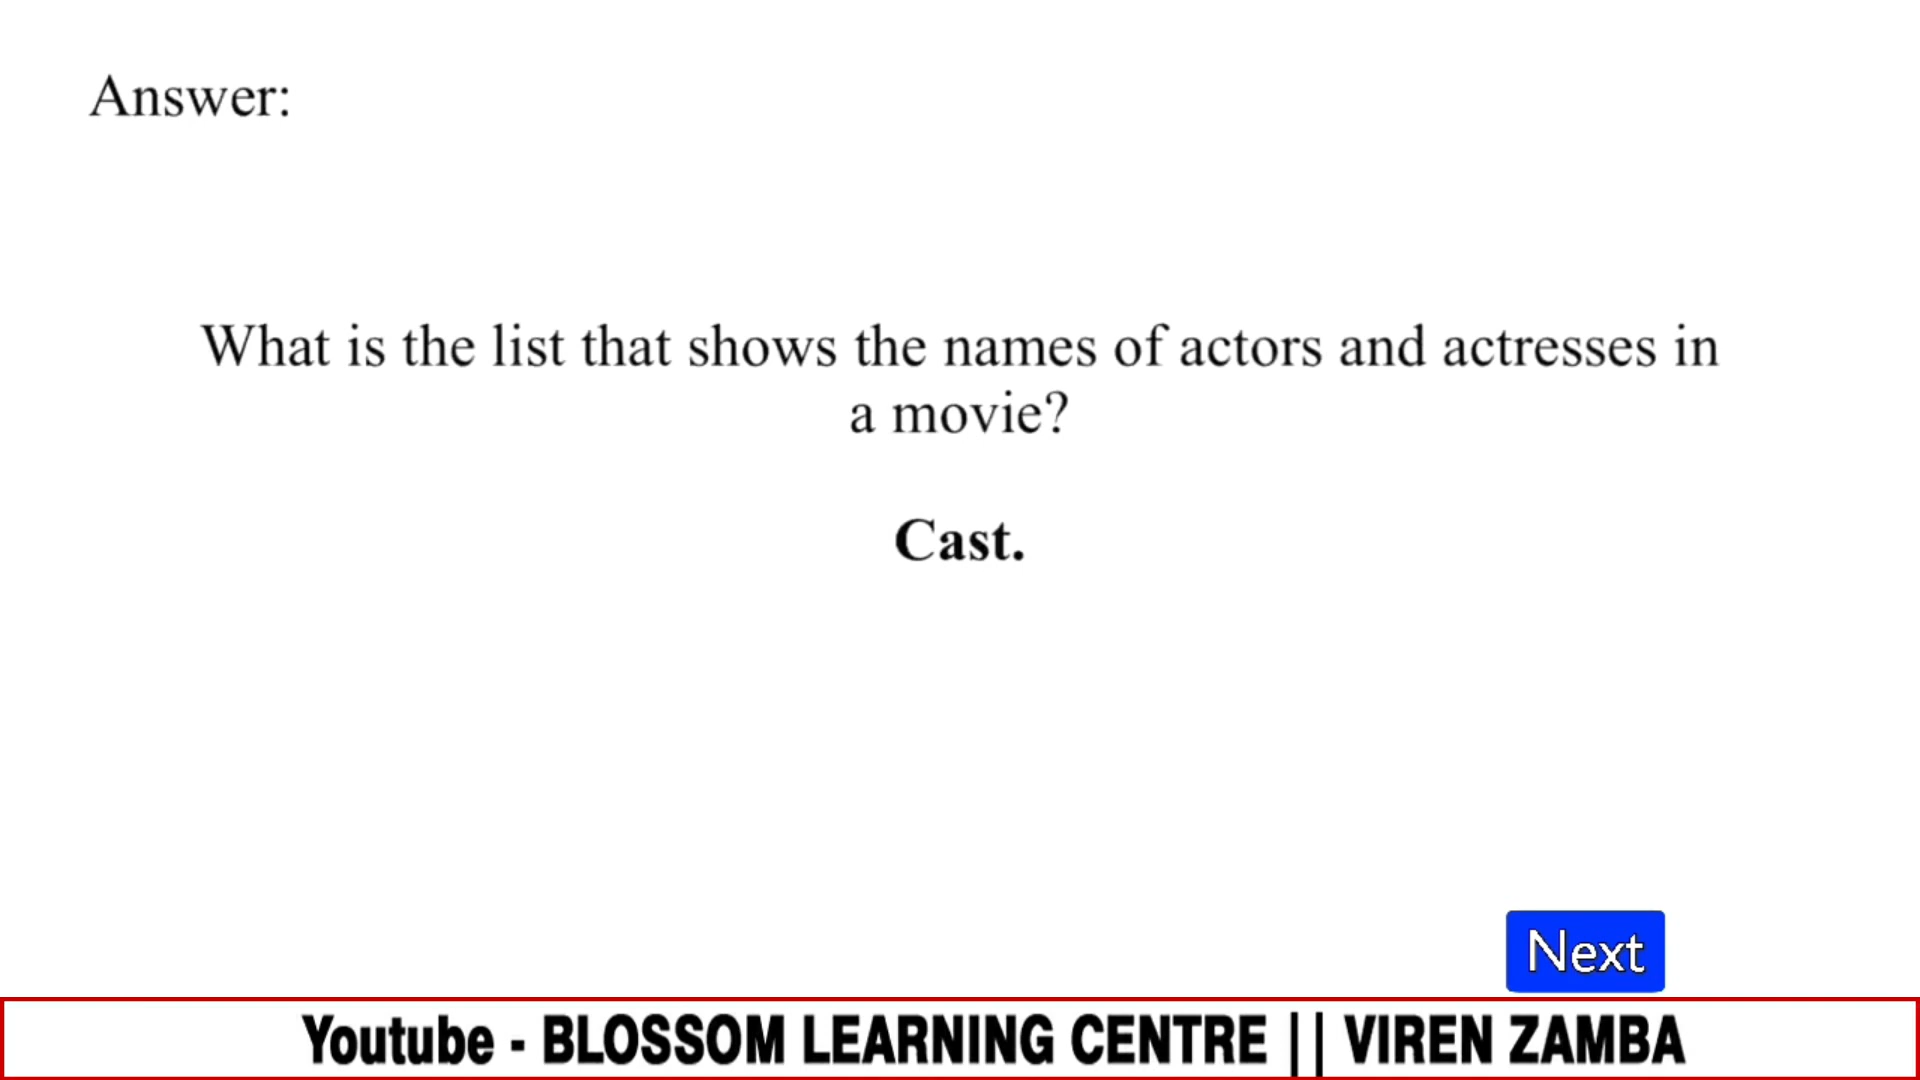 Answer:
What is the list that shows the names of actors and actresses in
a movie?
Cast.
Next
Youtube - BLOSSOM LEARNING CENTRE || VIREN ZAMBA